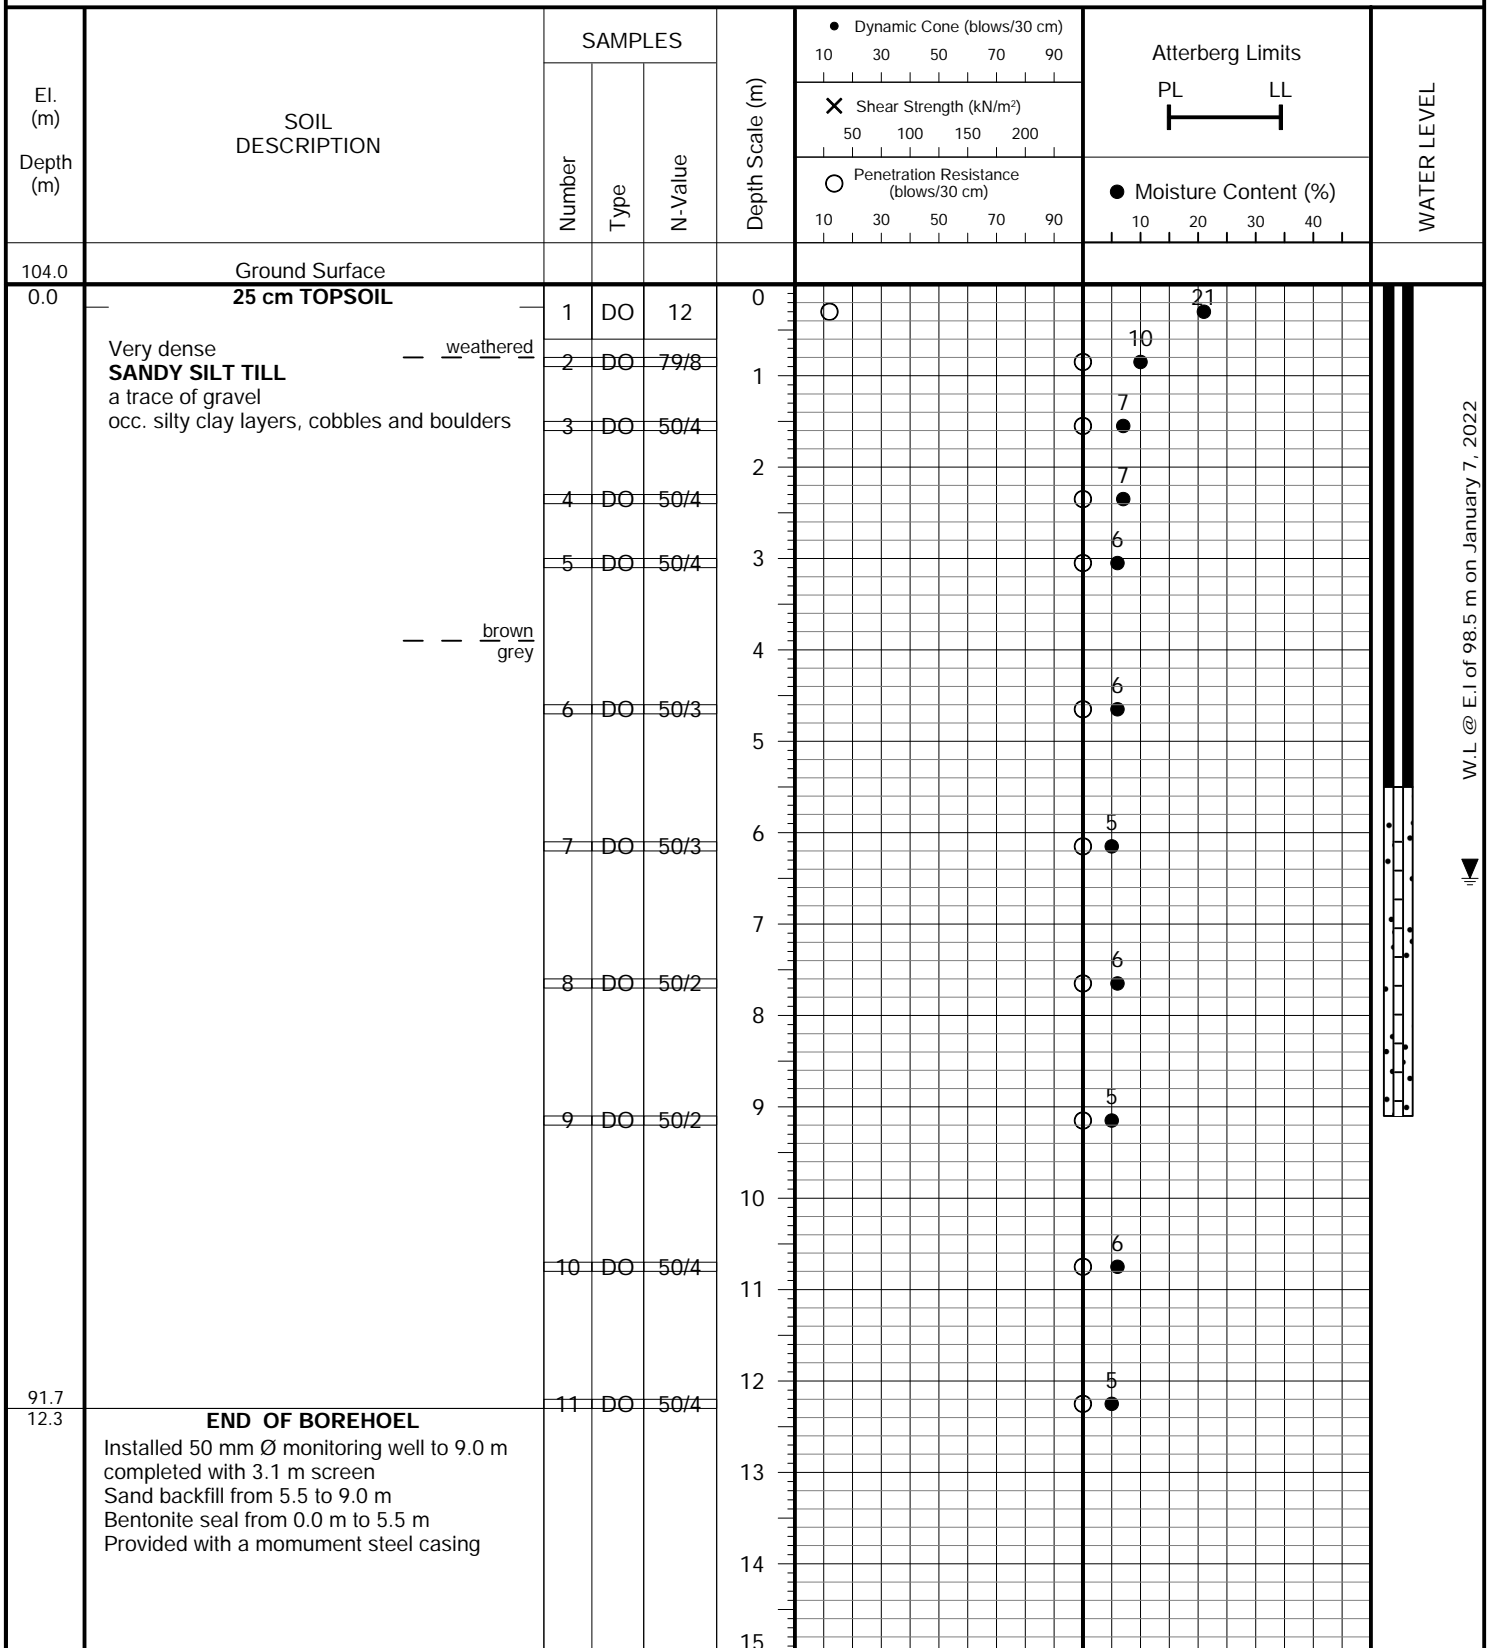 El.
(m)
Depth
(m)
SOIL
DESCRIPTION
SAMPLES
Number
Type
N-Value
Depth Scale (m)
Dynamic Cone (blows/30 cm)
10 30 50 70 90
Shear Strength (kN/m²)
50 100 150 200
Penetration Resistance
(blows/30 cm)
10 30 50 70 90
Atterberg Limits
PL LL
Moisture Content (%)
10 20 30 40
WATER LEVEL
104.0 Ground Surface
0.0 25 cm TOPSOIL 0
1 DO 12 21
weathered
Very dense
SANDY SILT TILL
a trace of gravel
occ. silty clay layers, cobbles and boulders
2 DO 79/8 10
1
3 DO 50/4 7
2
4 DO 50/4 7
5 DO 50/4 3 6
brown
grey
4
6 DO 50/3 6
5
7 DO 50/3 6 5
7
8 DO 50/2 6
8
9 DO 50/2 9 5
10
10 DO 50/4 6
11
12
11 DO 50/4 5
91.7
12.3 END OF BOREHOEL
Installed 50 mm Ø monitoring well to 9.0 m
completed with 3.1 m screen
Sand backfill from 5.5 to 9.0 m
Bentonite seal from 0.0 m to 5.5 m
Provided with a momument steel casing
13
14
15
W.L @ E.l of 98.5 m on January 7, 2022